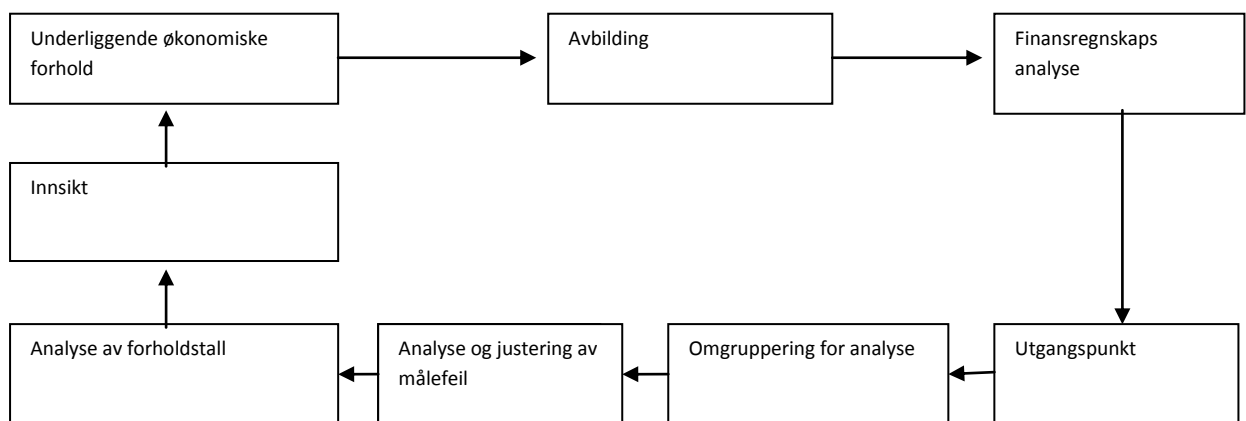 Underliggende økonomiske
forhold
Avbilding
Finansregnskaps
analyse
Innsikt
Analyse av forholdstall
Analyse og justering av
målefeil
Omgruppering for analyse
Utgangspunkt